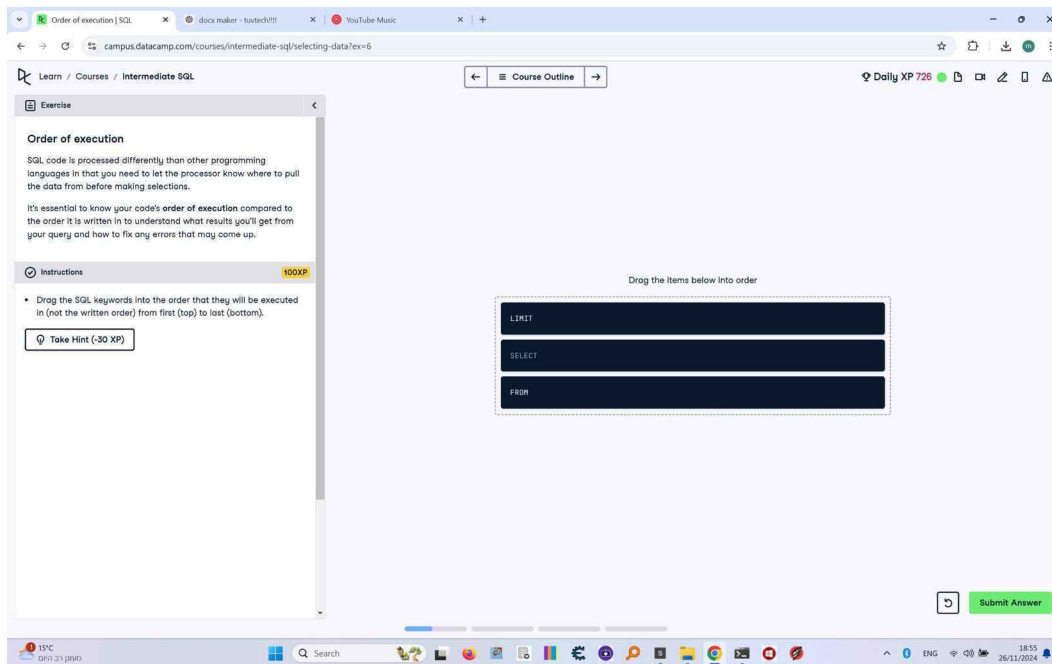 Order of execution | SQL
docx maker - tuvtech!!!!
YouTube Music
campus.datacamp.com/courses/intermediate-sql/selecting-data?ex=6
m
Learn / Courses / Intermediate SQL
Course Outline
Daily XP 726
Exercise
Order of execution
SQL code is processed differently than other programming
languages in that you need to let the processor know where to pull
the data from before making selections.
It's essential to know your code's order of execution compared to
the order it is written in to understand what results you'll get from
your query and how to fix any errors that may come up.
Instructions
100XP
Drag the SQL keywords into the order that they will be executed
in (not the written order) from first (top) to last (bottom).
Take Hint (-30 XP)
Drag the items below into order
LIMIT
SELECT
FROM
Submit Answer
15°C
מעונן רב היום
Search
ENG
18:55
26/11/2024